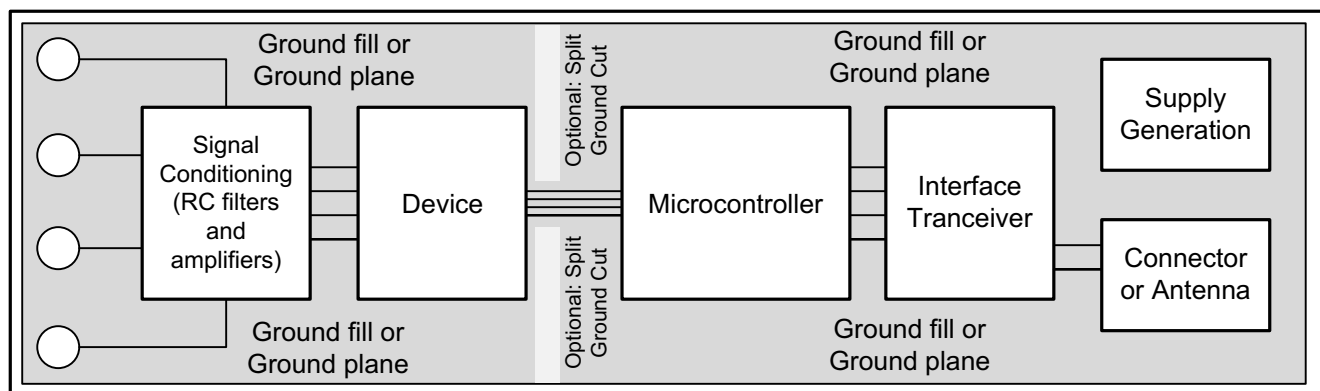 Ground fill or
Ground plane
Optional: Split
Ground Cut
Ground fill or
Ground plane
Supply
Generation
Signal
Conditioning
(RC filters
and
amplifiers)
Device
Microcontroller
Interface
Tranceiver
Connector
or Antenna
Ground fill or
Ground plane
Optional: Split
Ground Cut
Ground fill or
Ground plane